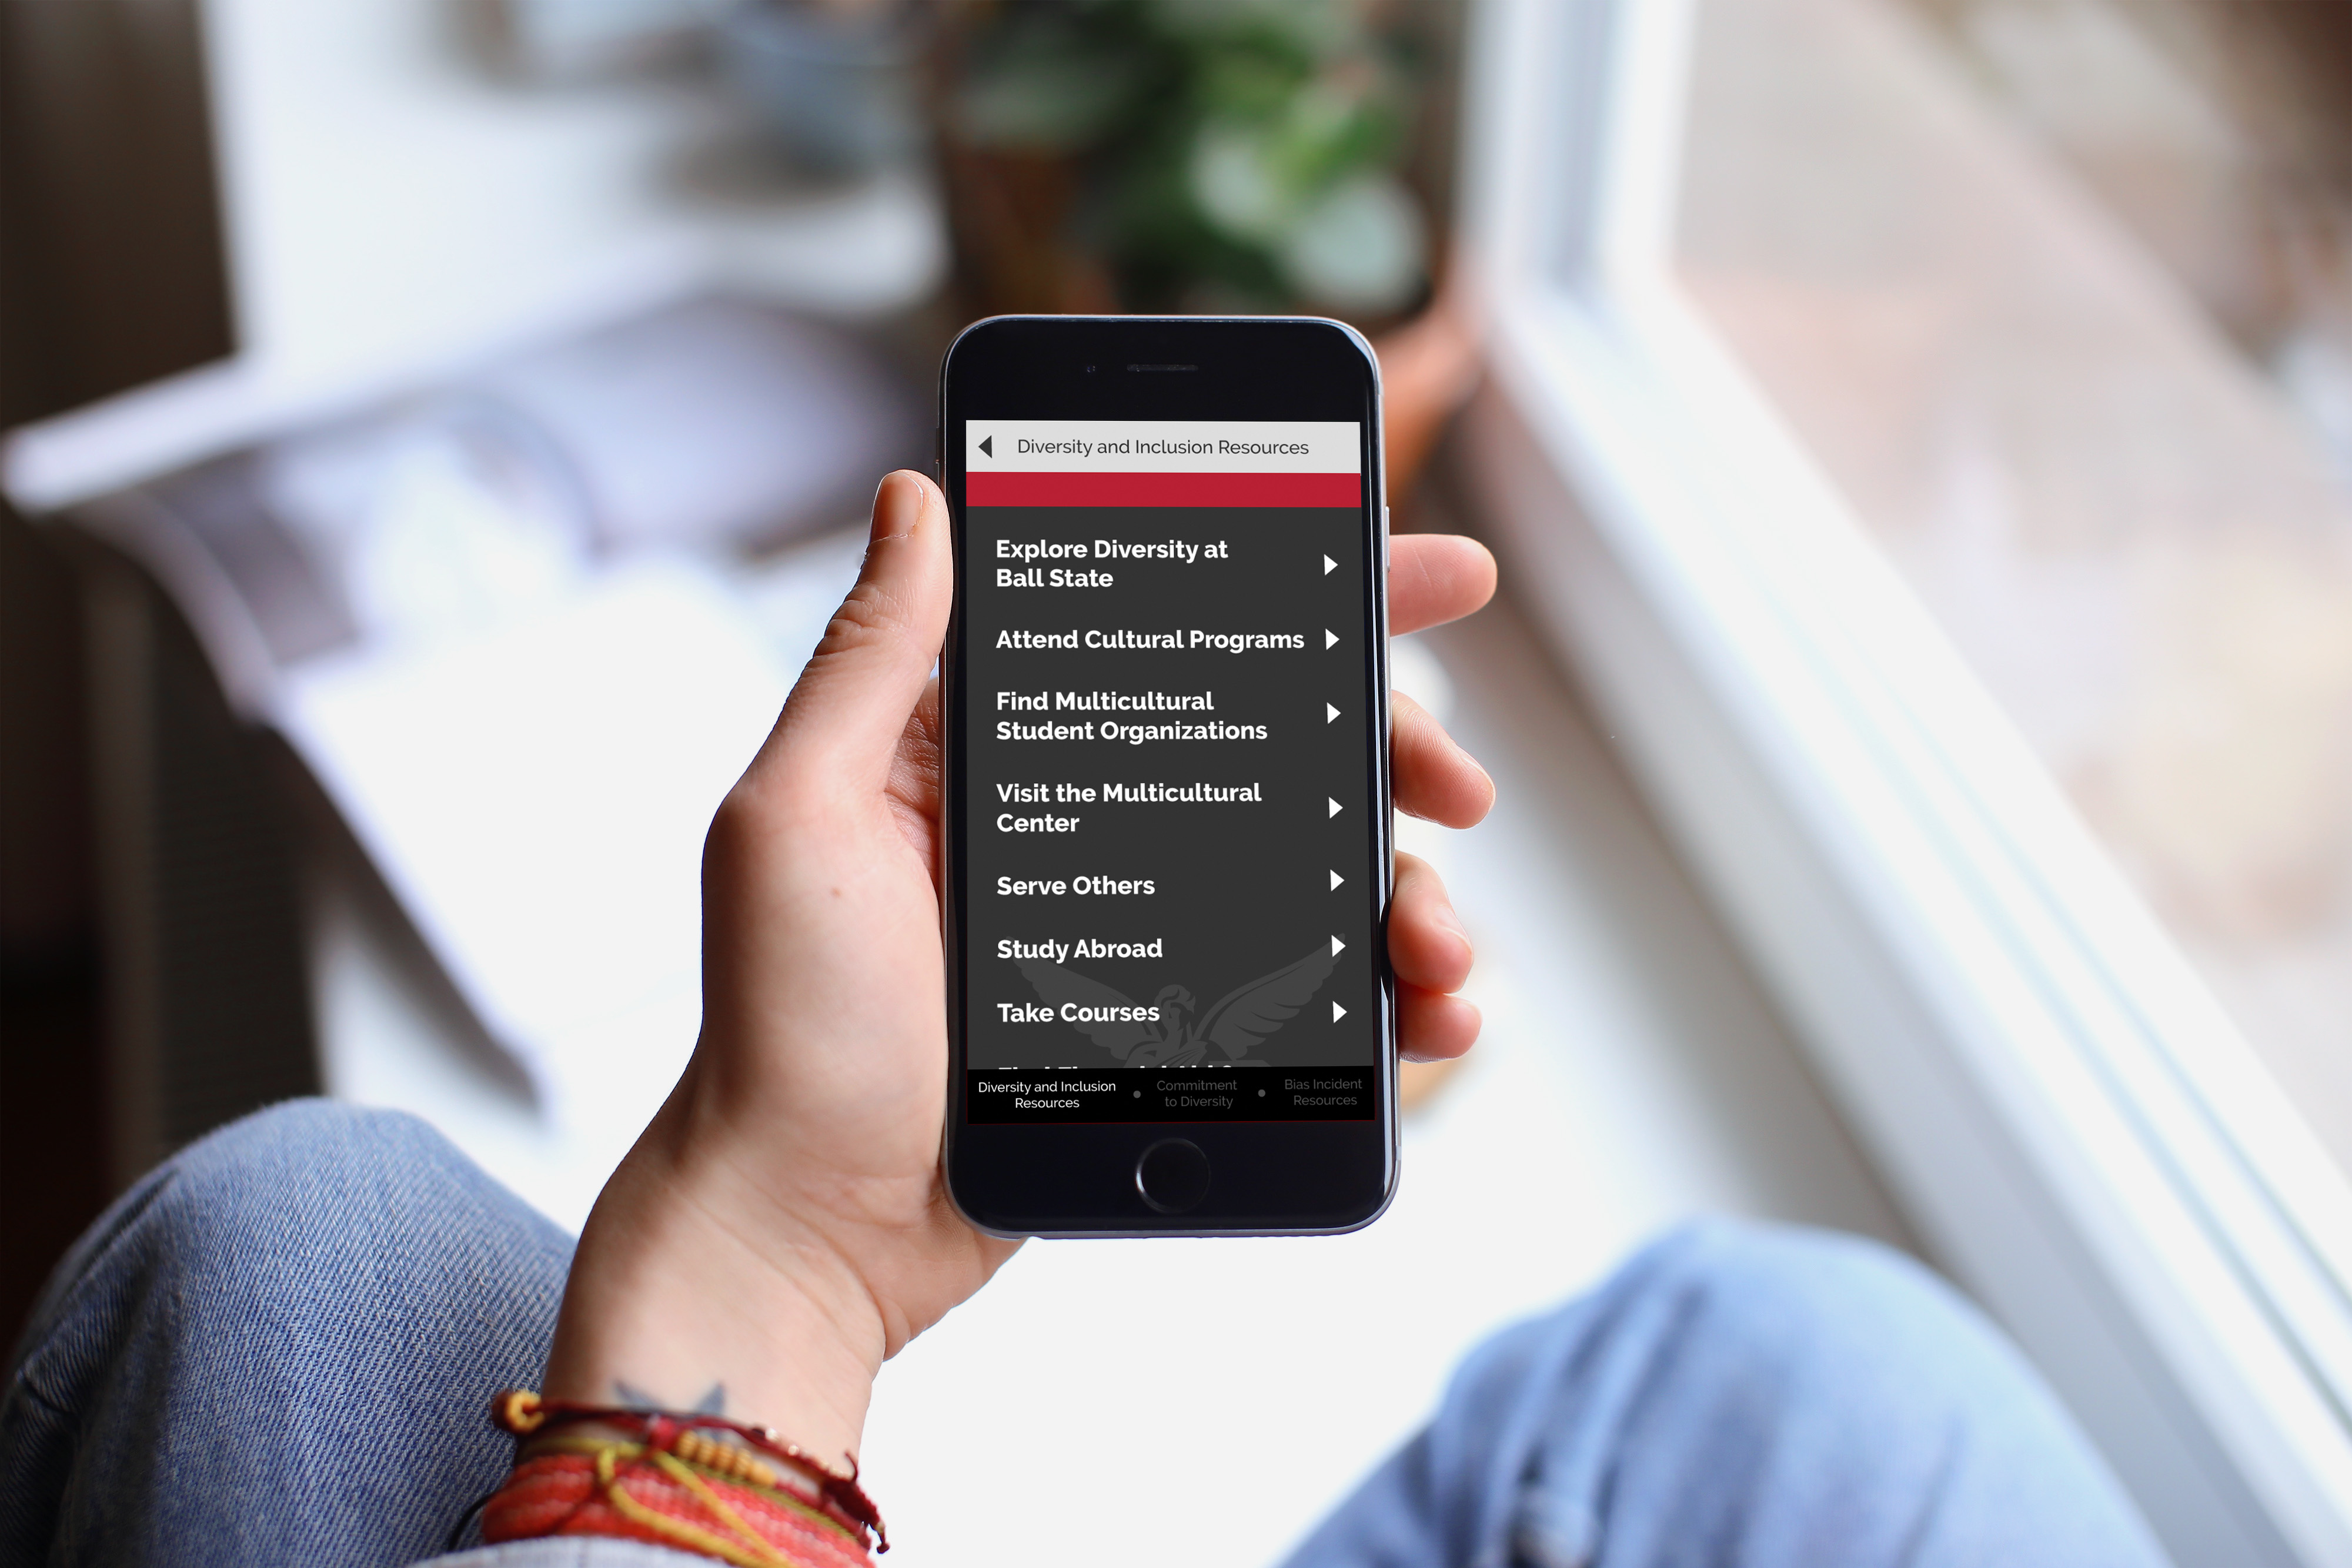 Diversity and Inclusion Resources
Explore Diversity at
Ball State
Attend Cultural Programs
Find Multicultural
Student Organizations
Visit the Multicultural
Center
Serve Others
Study Abroad
Take Courses
Diversity and Inclusion
Resources
Commitment
to Diversity
Bias Incident
Resources